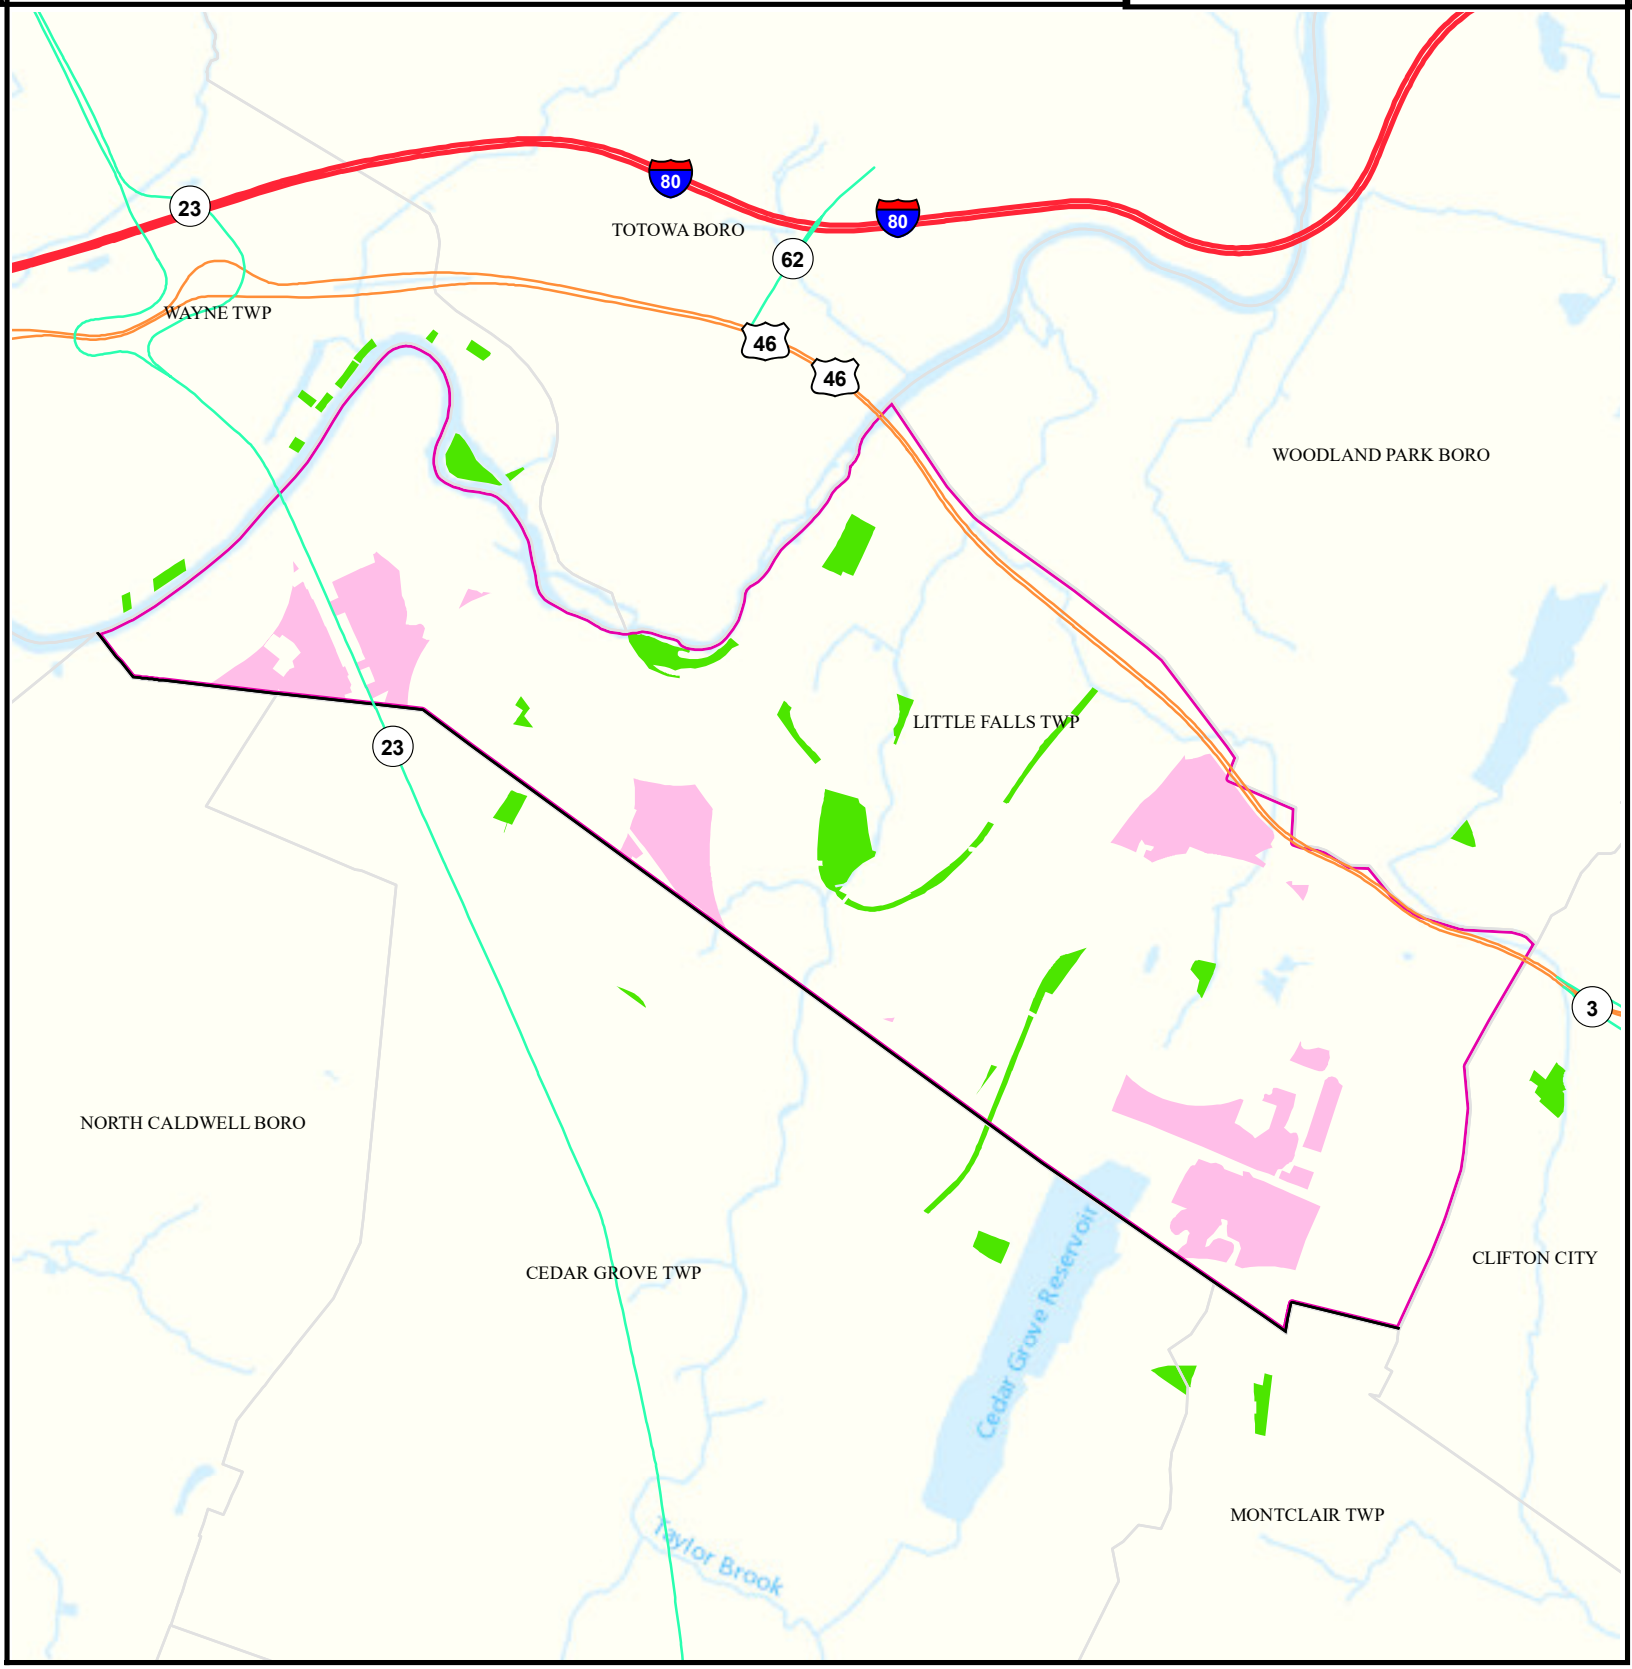 80
23
80
TOTOWA BORO
62
WAYNE TWP
46
46
WOODLAND PARK BORO
LITTLE FALLS TWP
23
3
NORTH CALDWELL BORO
Cedar Grove Reservoir
CLIFTON CITY
CEDAR GROVE TWP
MONTCLAIR TWP
Taylor Brook